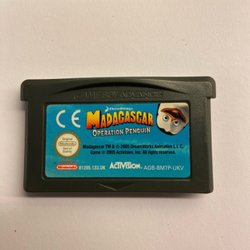 GAME BOY ADVANCE
CE
DreamWorks
MADAGASCAR
OPERATION PENGUIN
Madagascar TM & © 2005 DreamWorks Animation L.L.C.
Game © 2005 Activision, Inc. All Rights Reserved.
Nintendo
ACTIVISION
AGB-BM7P-UKV